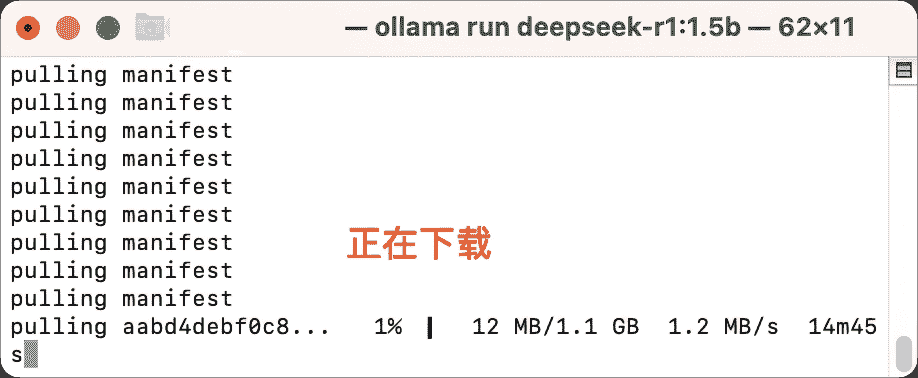 — ollama run deepseek-r1:1.5b — 62×11
pulling manifest
pulling manifest
pulling manifest
pulling manifest
pulling manifest
pulling manifest
pulling manifest
pulling manifest
pulling manifest
正在下载
pulling aabd4debf0c8... 1% ▎ 12 MB/1.1 GB 1.2 MB/s 14m45
s